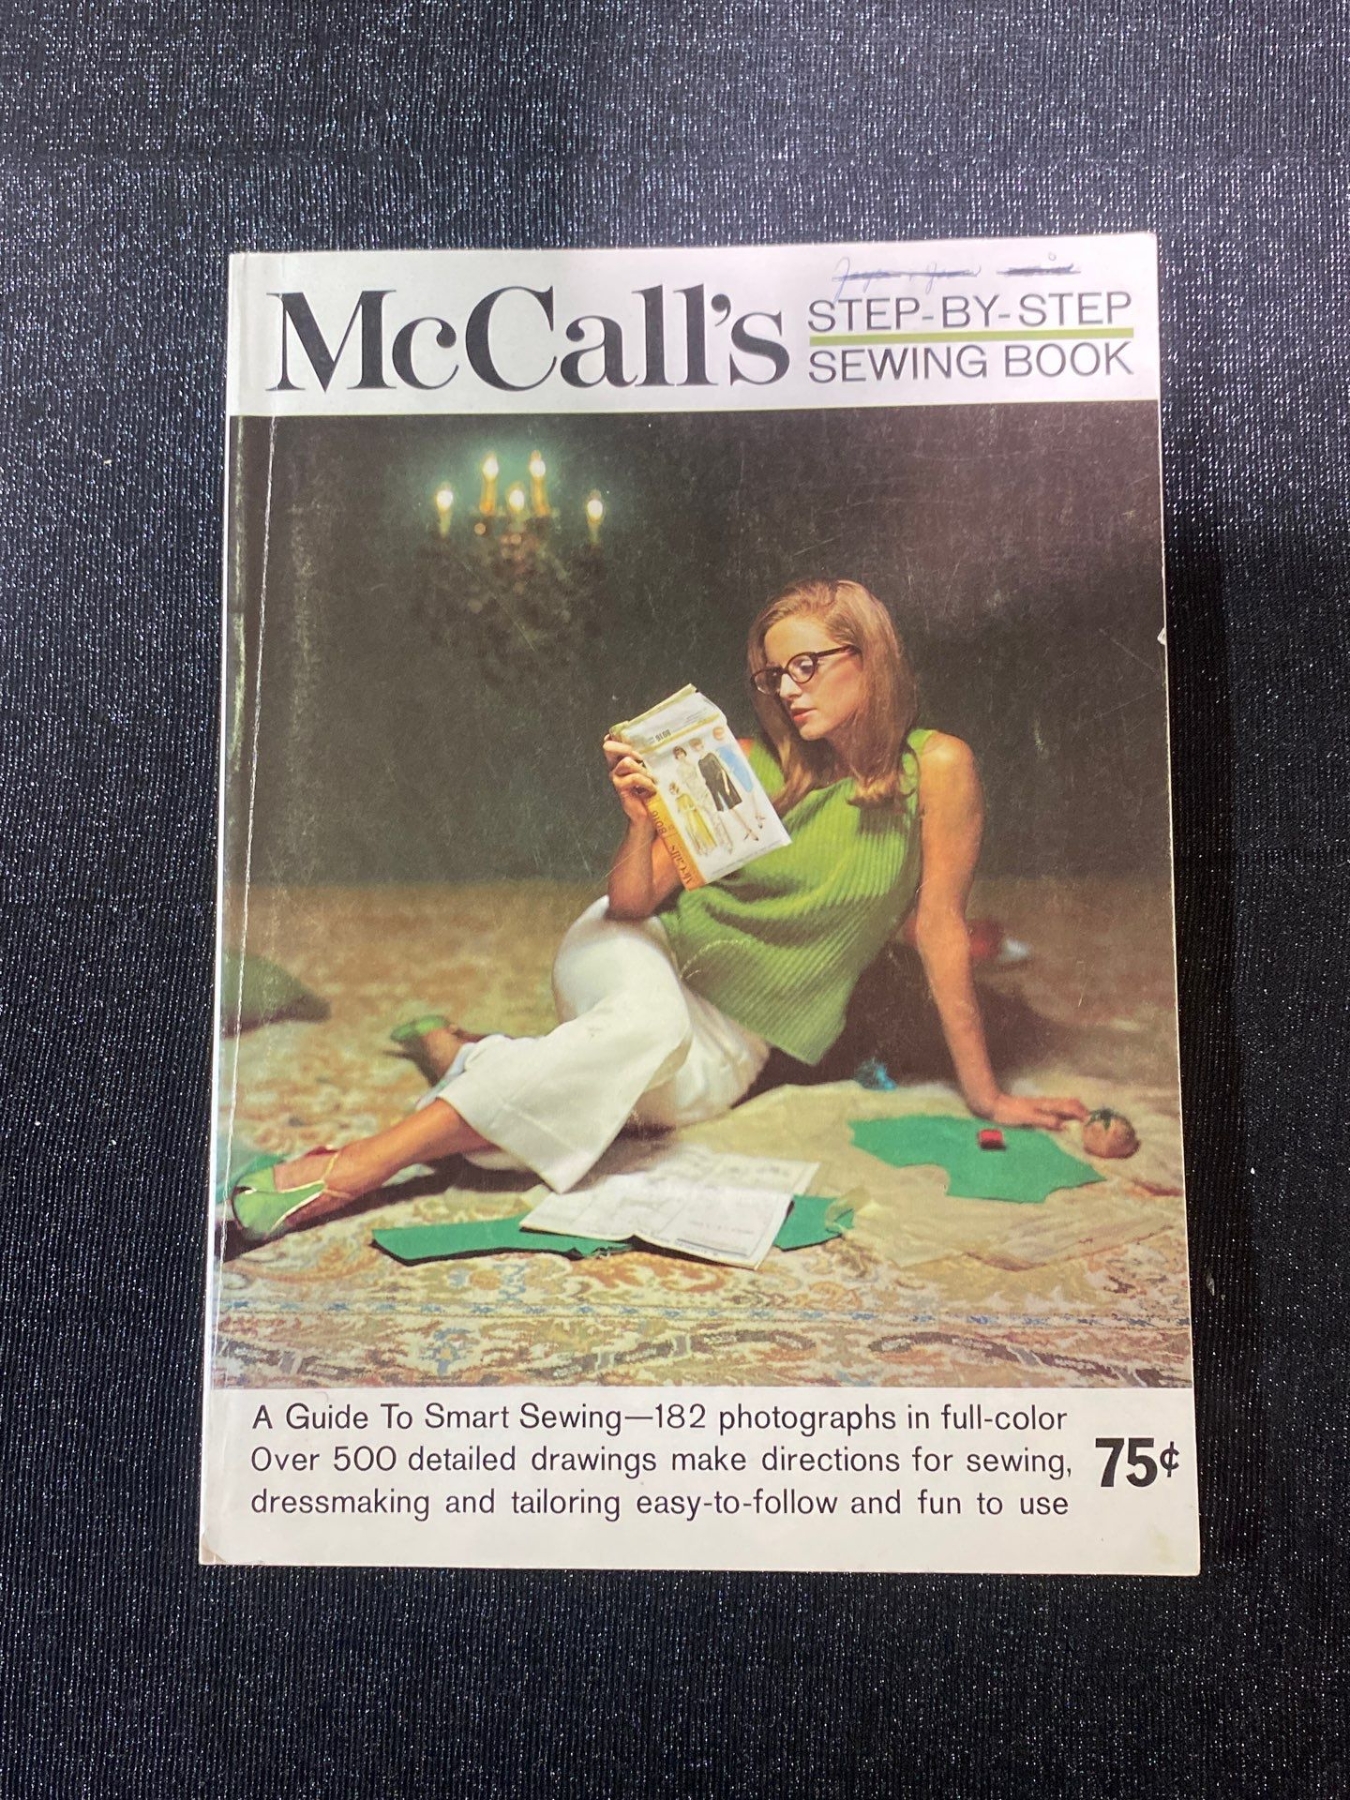 McCall's
STEP-BY-STEP
SEWING BOOK
McCall's
A Guide To Smart Sewing—182 photographs in full-color
Over 500 detailed drawings make directions for sewing,
dressmaking and tailoring easy-to-follow and fun to use
75¢